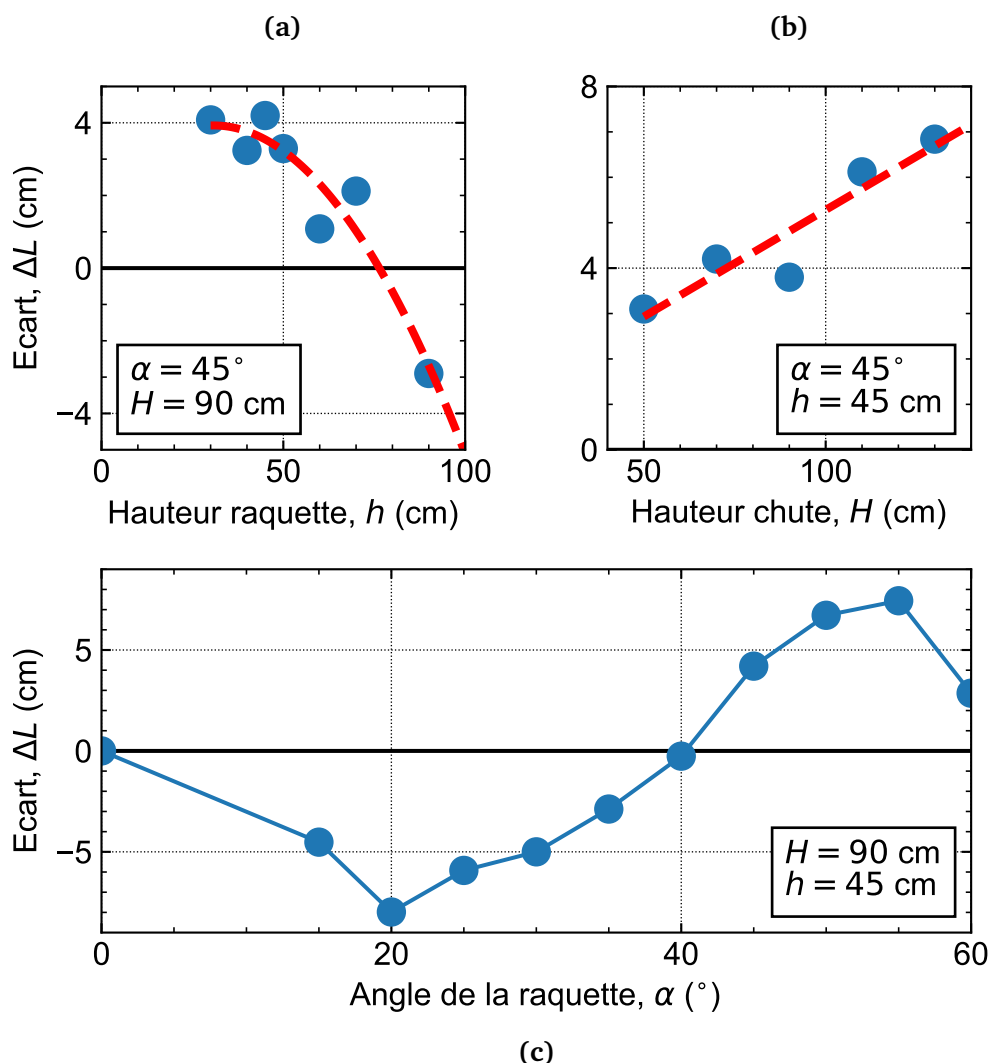 (a)
(b)
Ecart, ΔL (cm)
4
0
−4
α = 45°
H = 90 cm
0
50
100
Hauteur raquette, h (cm)
8
4
0
α = 45°
h = 45 cm
50
100
Hauteur chute, H (cm)
Ecart, ΔL (cm)
5
0
−5
H = 90 cm
h = 45 cm
0
20
40
60
Angle de la raquette, α (°)
(c)